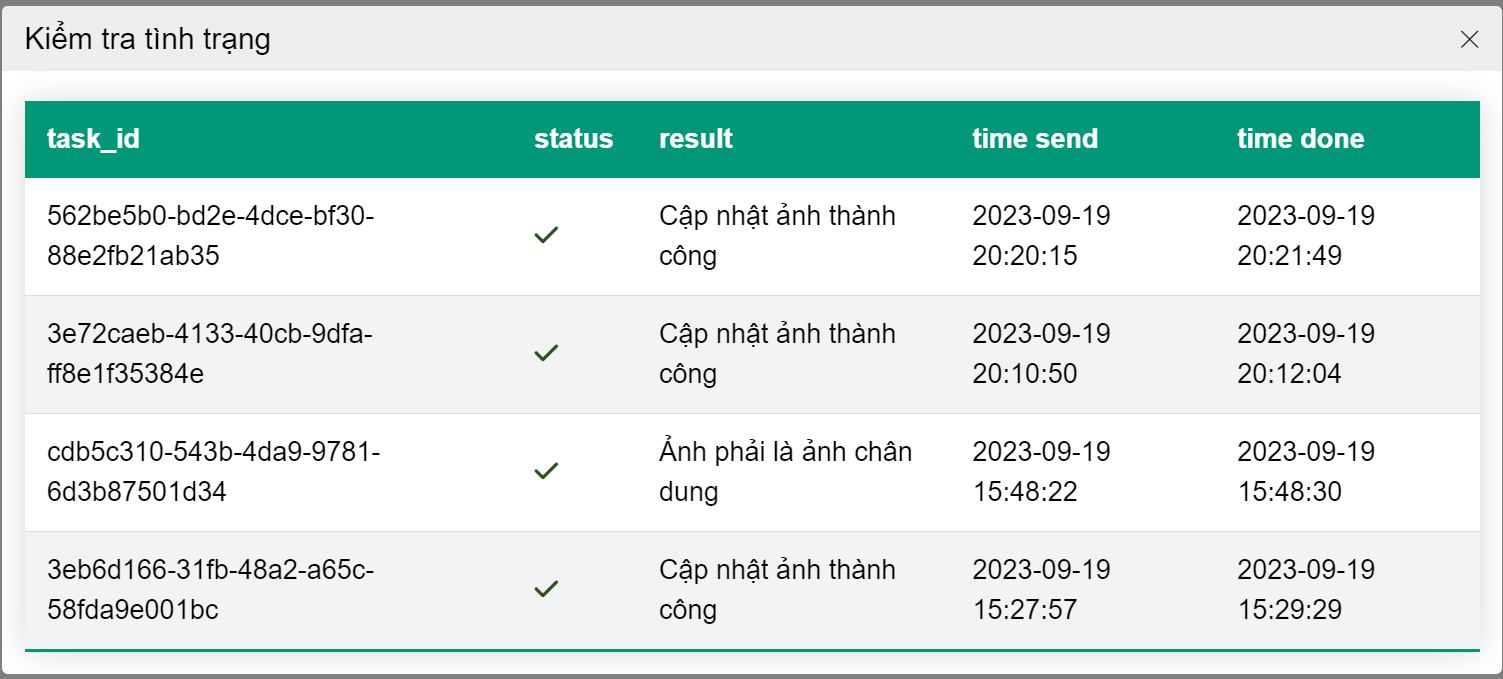 Kiểm tra tình trạng
task_id status result time send time done
562be5b0-bd2e-4dce-bf30- Cập nhật ảnh thành 2023-09-19 2023-09-19
88e2fb21ab35 công 20:20:15 20:21:49
3e72caeb-4133-40cb-9dfa- Cập nhật ảnh thành 2023-09-19 2023-09-19
ff8e1f35384e công 20:10:50 20:12:04
cdb5c310-543b-4da9-9781- Ảnh phải là ảnh chân 2023-09-19 2023-09-19
6d3b87501d34 dung 15:48:22 15:48:30
3eb6d166-31fb-48a2-a65c- Cập nhật ảnh thành 2023-09-19 2023-09-19
58fda9e001bc công 15:27:57 15:29:29